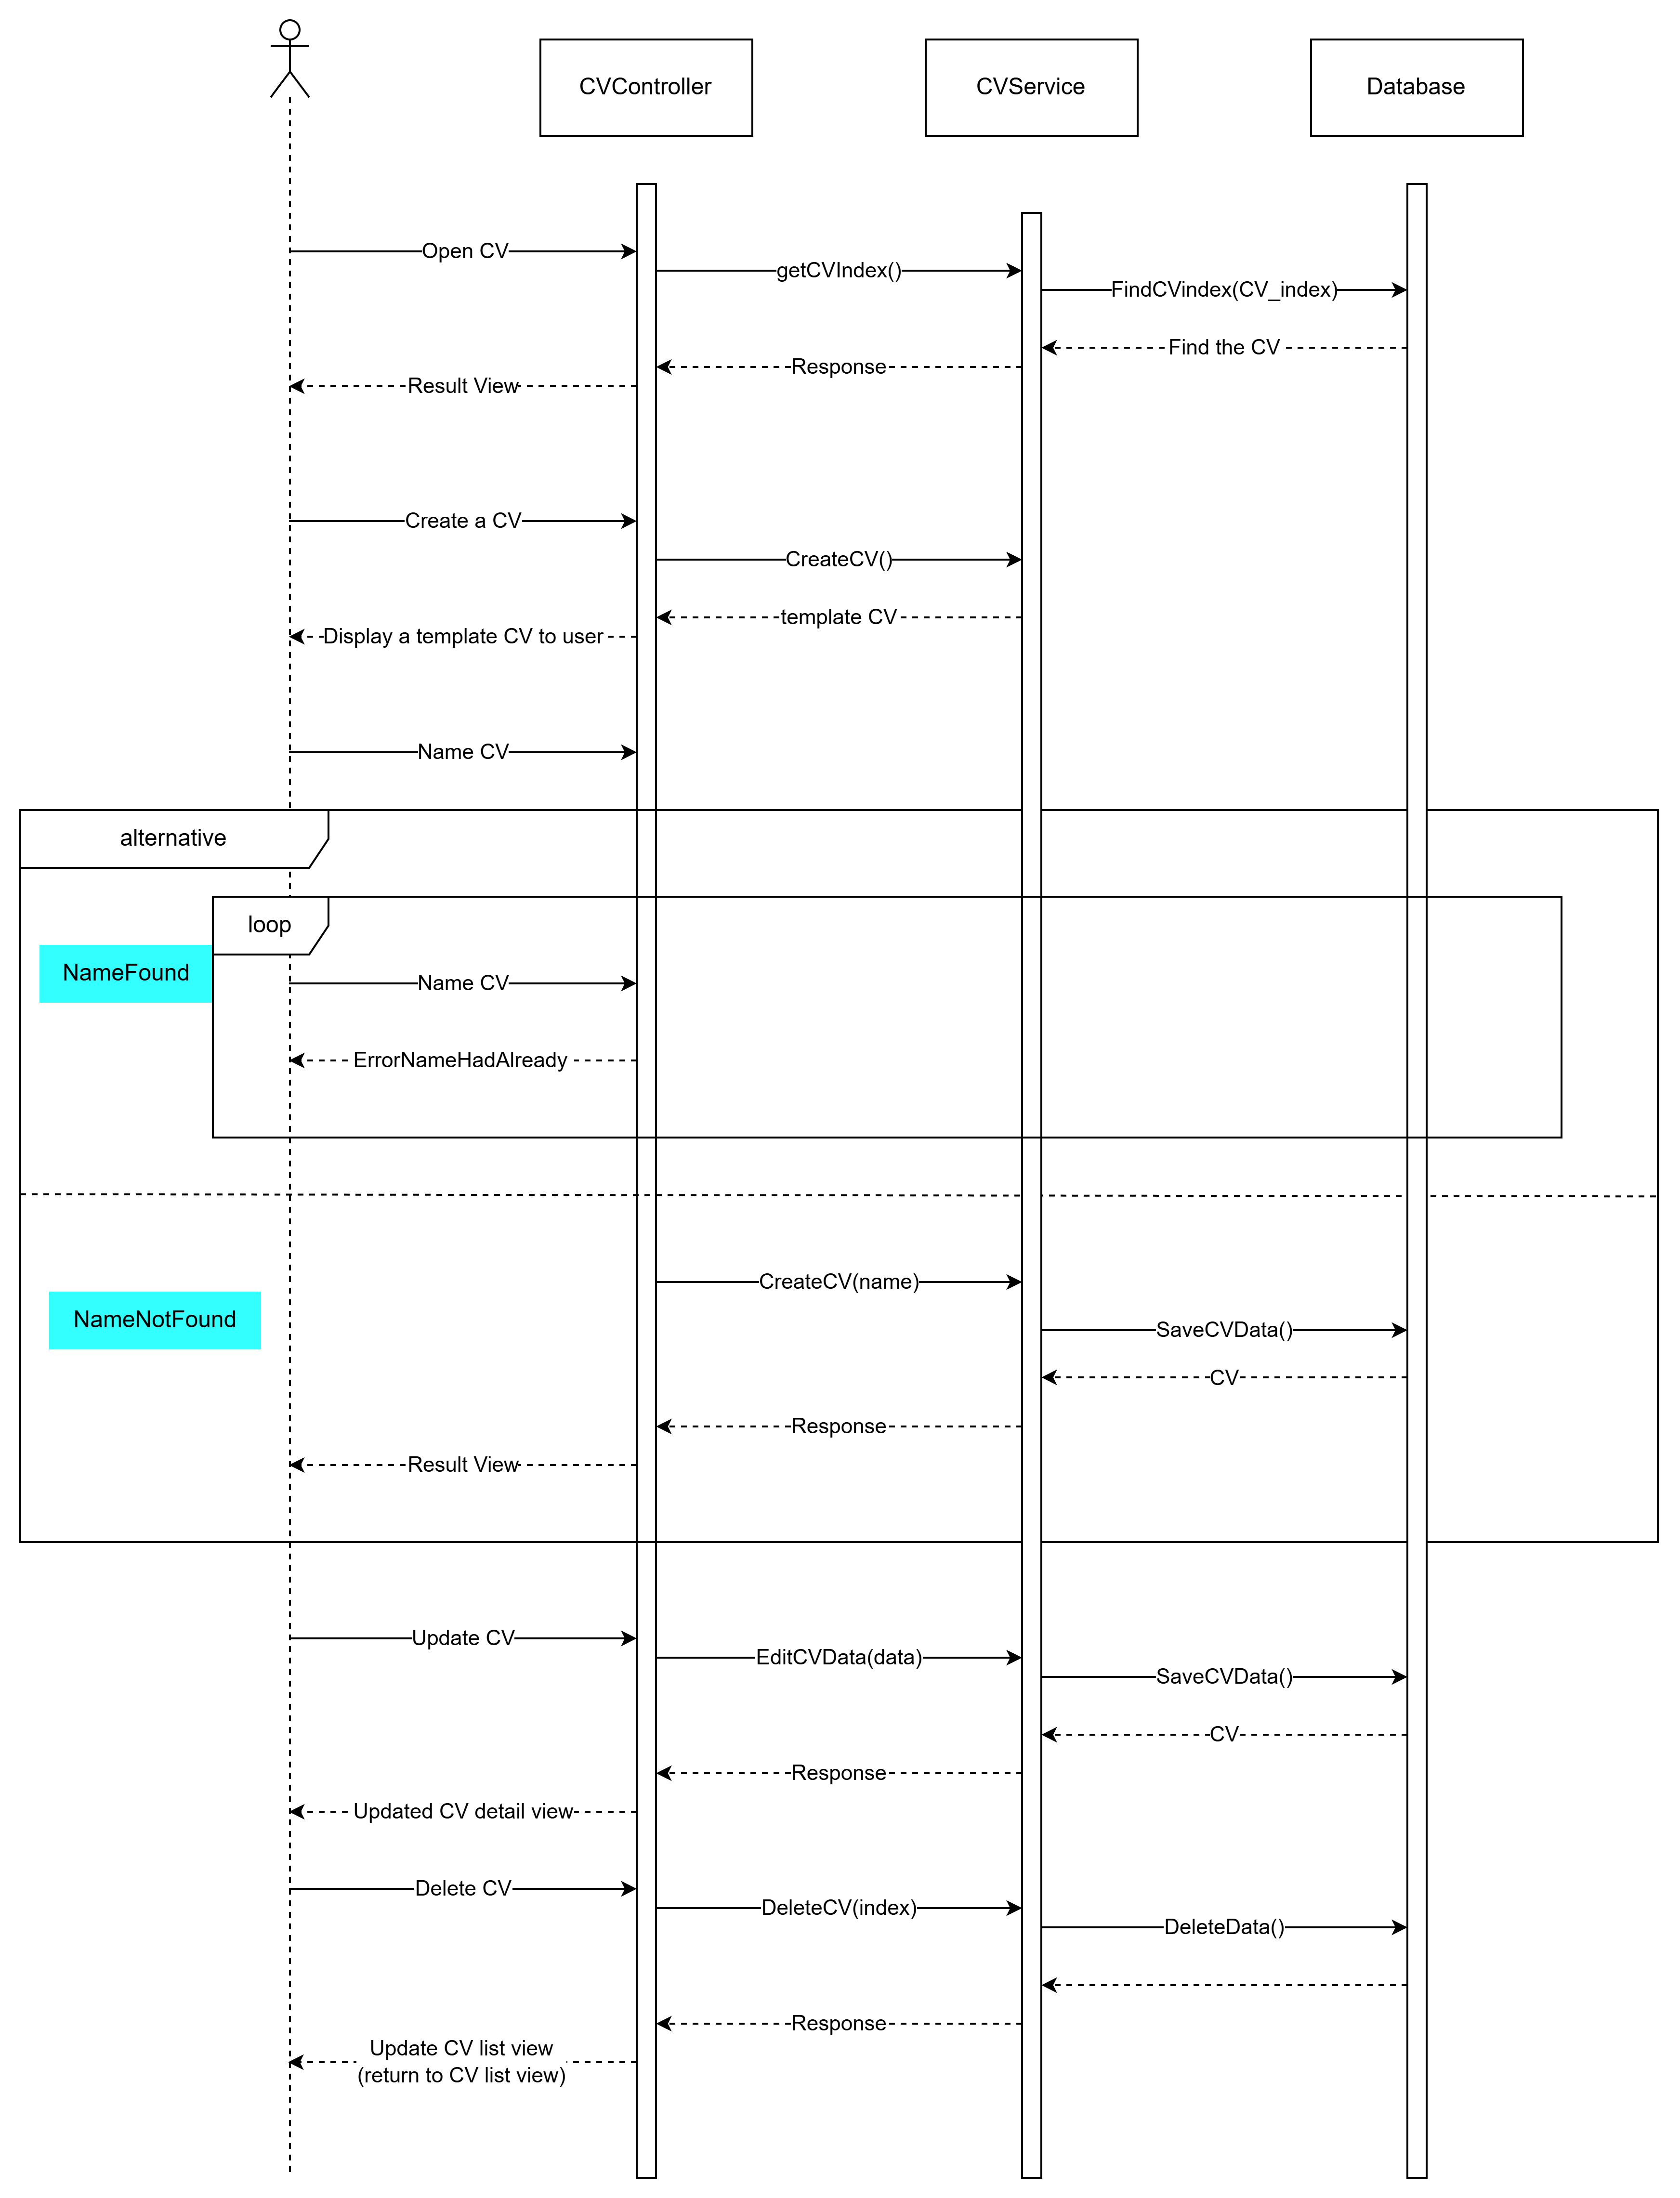 CVController
CVService
Database
Open CV
getCVIndex()
FindCVindex(CV_index)
Find the CV
Response
Result View
Create a CV
CreateCV()
template CV
Display a template CV to user
Name CV
alternative
loop
NameFound
Name CV
ErrorNameHadAlready
CreateCV(name)
NameNotFound
SaveCVData()
CV
Response
Result View
Update CV
EditCVData(data)
SaveCVData()
CV
Response
Updated CV detail view
Delete CV
DeleteCV(index)
DeleteData()
Response
Update CV list view
(return to CV list view)